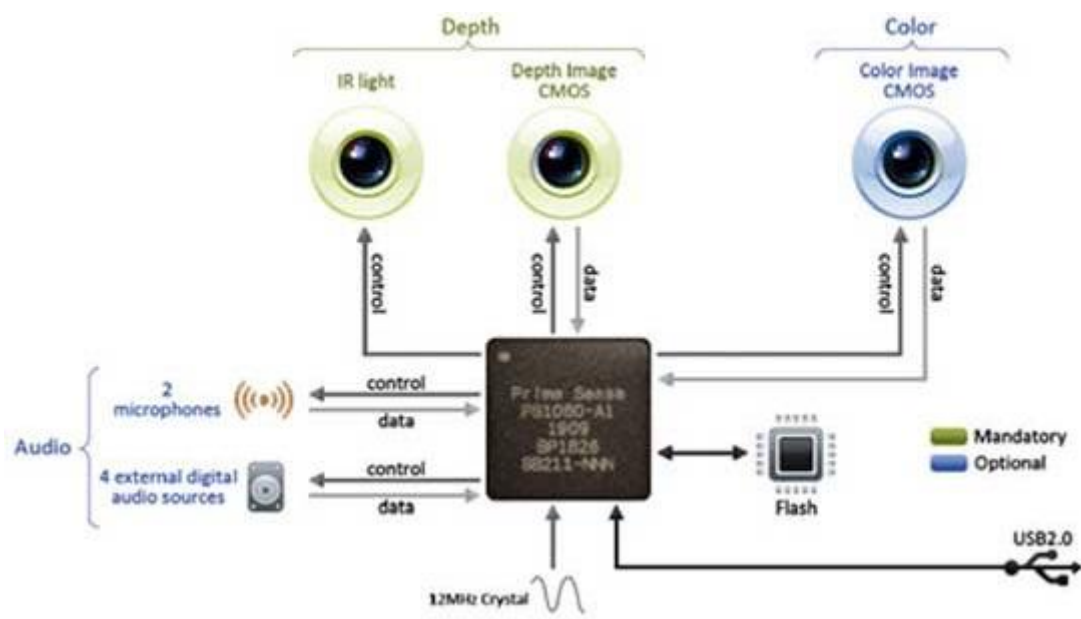 Depth
Color
IR light
Depth Image
CMOS
Color Image
CMOS
control
control
data
control
data
Prime Sense
PS1080-A1
1909
BP1826
SB211-NNN
2
microphones
control
data
Audio
4 external digital
audio sources
control
data
Flash
Mandatory
Optional
12MHz Crystal
USB2.0